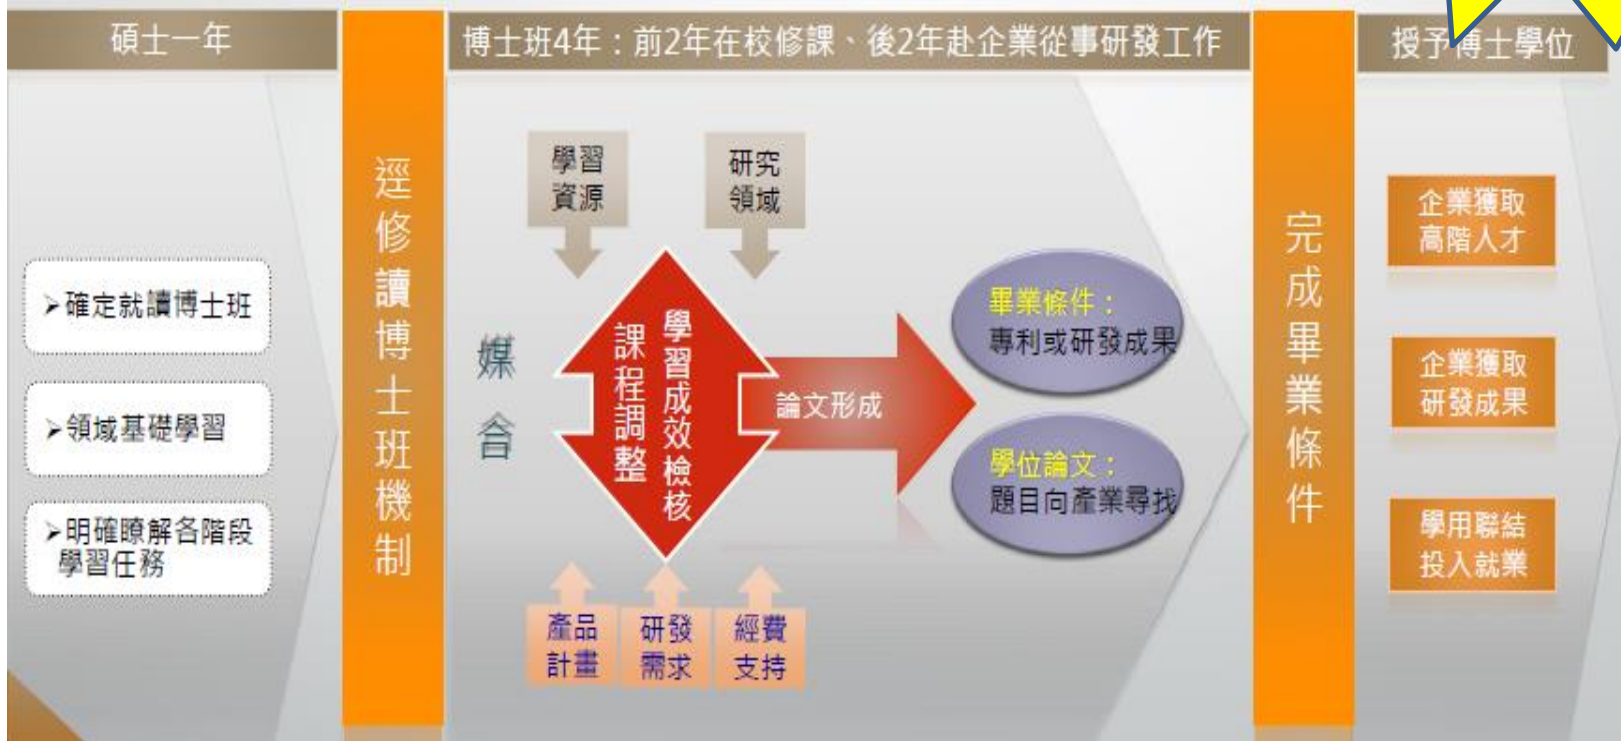 碩士一年
➢確定就讀博士班
➢領域基礎學習
➢明確瞭解各階段
學習任務
逕修讀博士班機制
博士班4年：前2年在校修課、後2年赴企業從事研發工作
學習
資源
研究
領域
媒合
學習成效檢核
課程調整
論文形成
產品
計畫
研發
需求
經費
支持
畢業條件：
專利或研發成果
學位論文：
題目向產業尋找
完成畢業條件
授予博士學位
企業獲取
高階人才
企業獲取
研發成果
學用聯結
投入就業